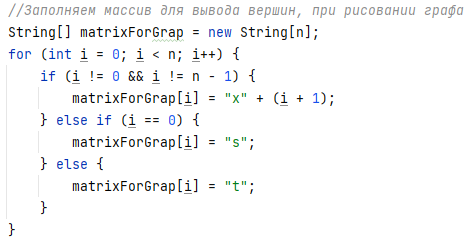 //Заполняем массив для вывода вершин, при рисовании графа
String[] matrixForGrap = new String[n];
for (int i = 0; i < n; i++) {
    if (i != 0 && i != n - 1) {
        matrixForGrap[i] = "x" + (i + 1);
    } else if (i == 0) {
        matrixForGrap[i] = "s";
    } else {
        matrixForGrap[i] = "t";
    }
}